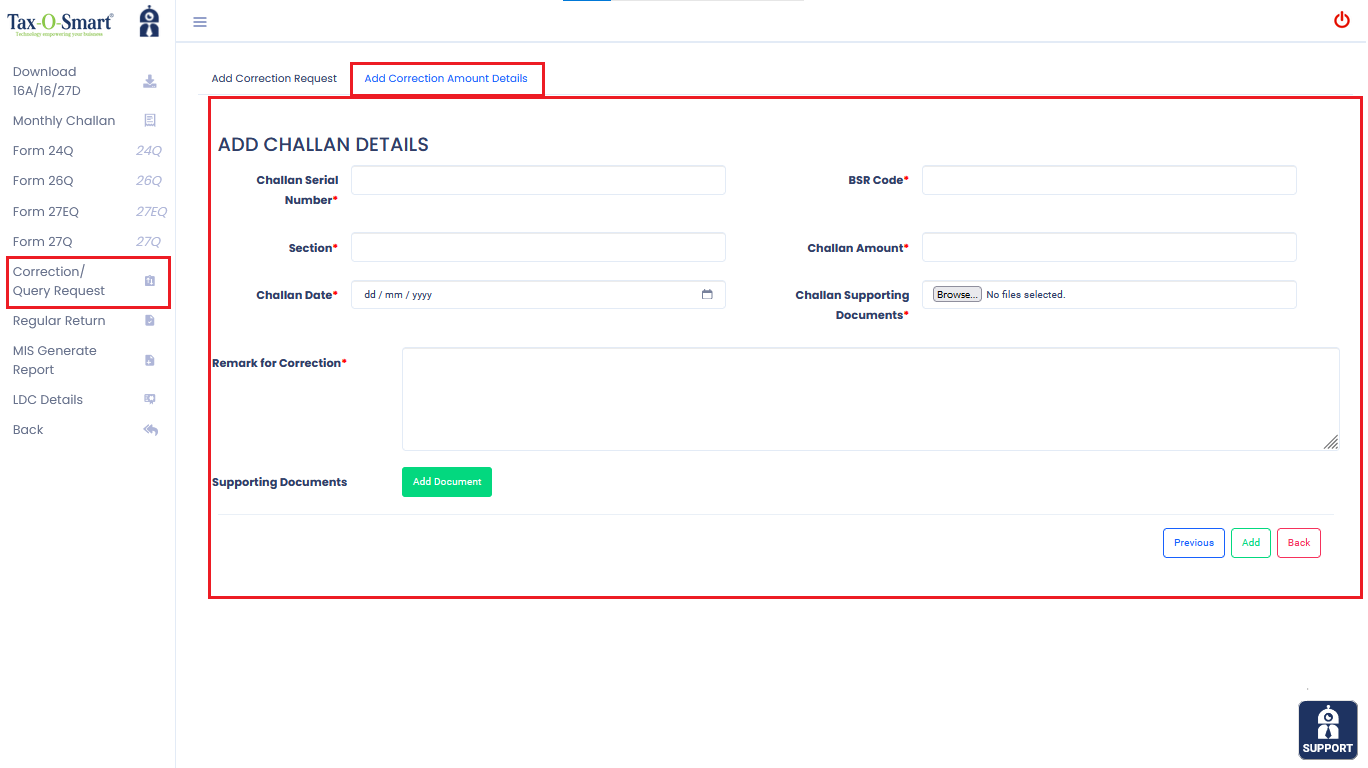 Tax-O-Smart®
Technology empowering your business
Download
16A/16/27D
Monthly Challan
Form 24Q 24Q
Form 26Q 26Q
Form 27EQ 27EQ
Form 27Q 27Q
Correction/
Query Request
Regular Return
MIS Generate
Report
LDC Details
Back
Add Correction Request Add Correction Amount Details
ADD CHALLAN DETAILS
Challan Serial
Number*
BSR Code*
Section*
Challan Amount*
Challan Date* dd / mm / yyyy
Challan Supporting
Documents*
Browse... No files selected.
Remark for Correction*
Supporting Documents Add Document
Previous Add Back
SUPPORT